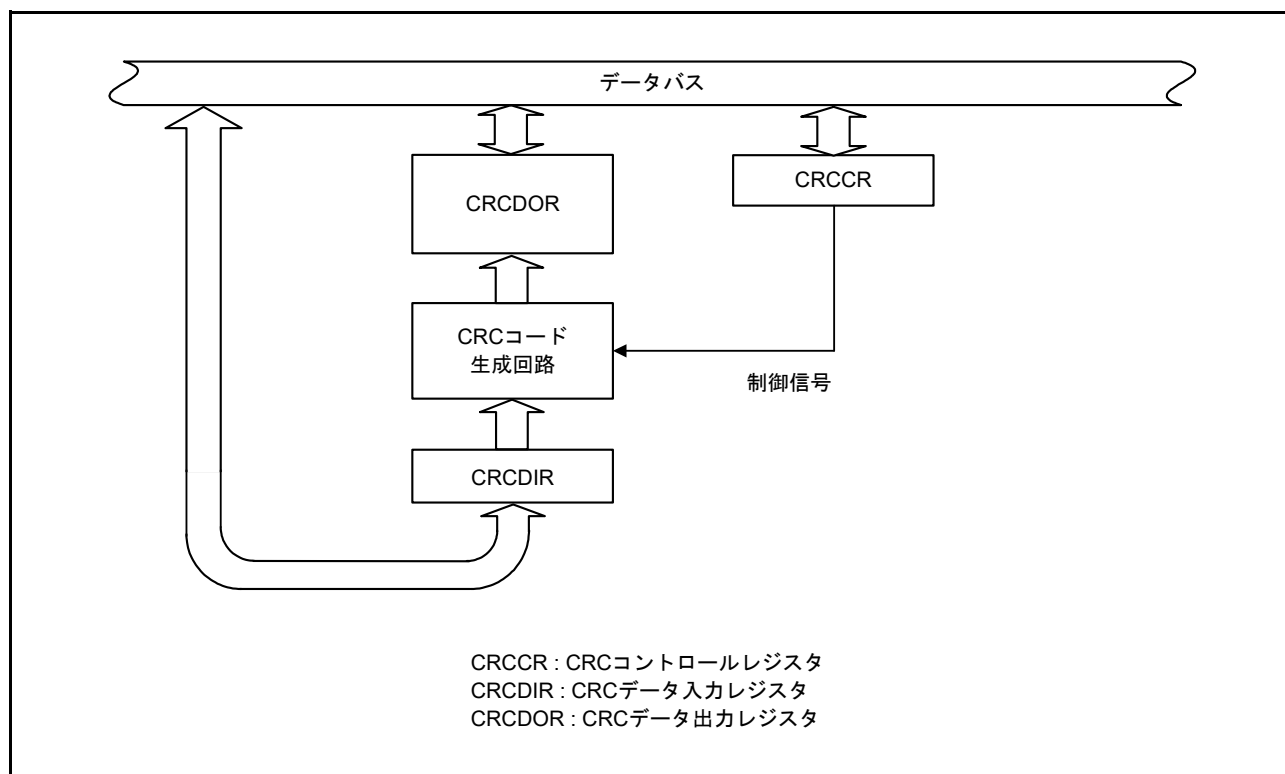 データバス
CRCDOR
CRCCR
CRCコード
生成回路
制御信号
CRCDIR
CRCCR : CRCコントロールレジスタ
CRCDIR : CRCデータ入力レジスタ
CRCDOR : CRCデータ出力レジスタ